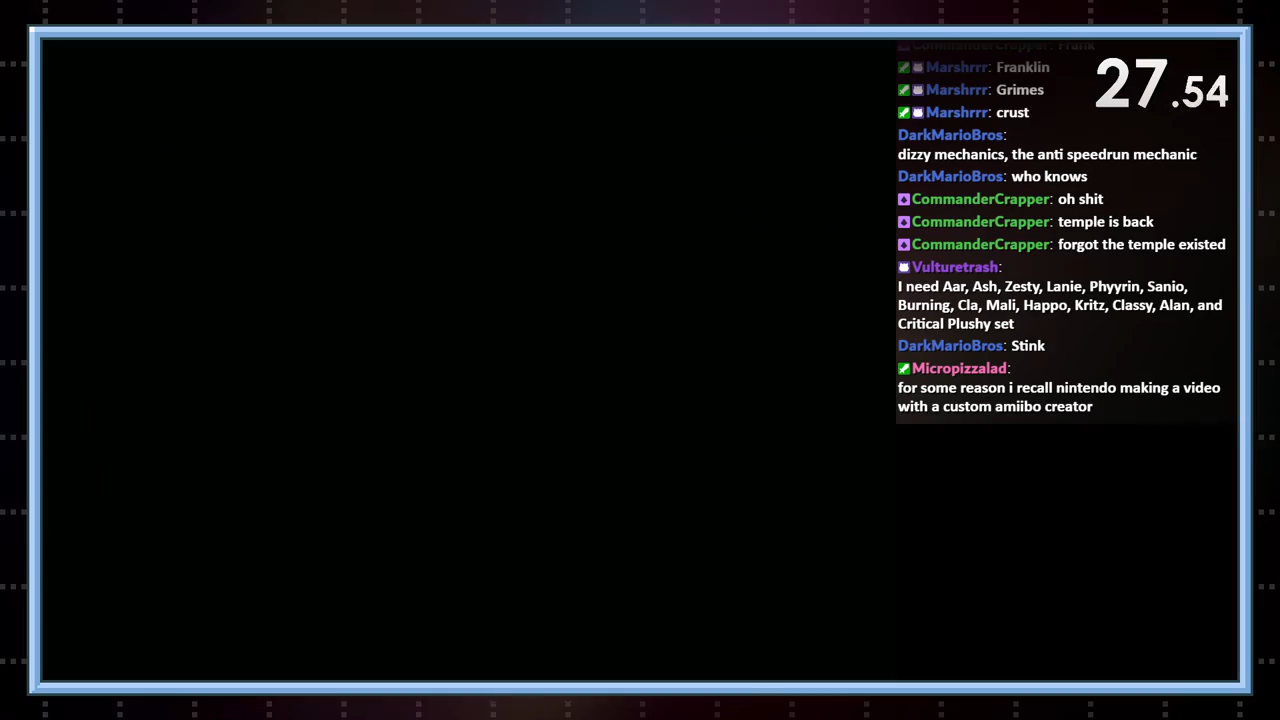 CommanderCrapper: Frank
Marshrrr: Franklin
27.54
Marshrrr: Grimes
Marshrrr: crust
DarkMarioBros:
dizzy mechanics, the anti speedrun mechanic
DarkMarioBros: who knows
CommanderCrapper: oh shit
CommanderCrapper: temple is back
CommanderCrapper: forgot the temple existed
Vulturetrash:
I need Aar, Ash, Zesty, Lanie, Phyyrin, Sanio,
Burning, Cla, Mali, Happo, Kritz, Classy, Alan, and
Critical Plushy set
DarkMarioBros: Stink
Micropizzalad:
for some reason i recall nintendo making a video
with a custom amiibo creator